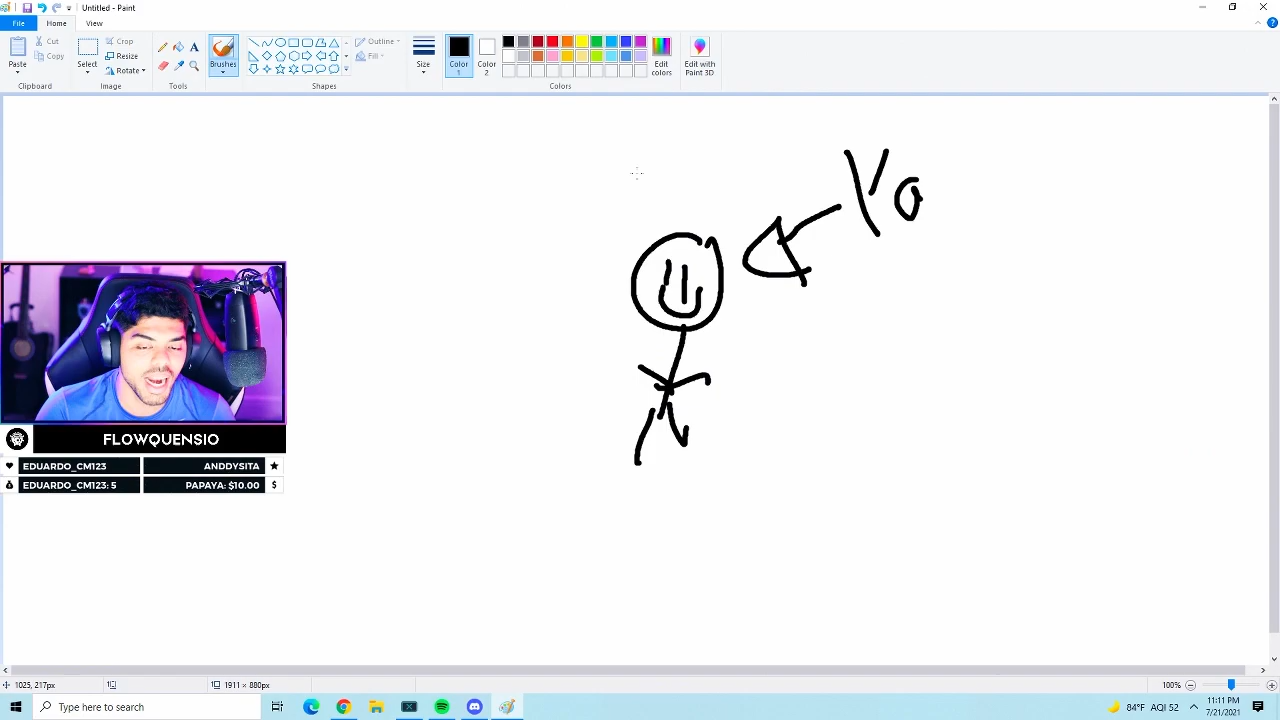 Untitled - Paint
File
Home
View
Paste
Cut
Copy
Clipboard
Select
Crop
Resize
Rotate
Image
Tools
Brushes
Shapes
Outline
Fill
Size
Color 1
Color 2
Edit colors
Colors
Edit with Paint 3D
Yo
FLOWQUENSIO
EDUARDO_CM123
ANDDYSITA
EDUARDO_CM123: 5
PAPAYA: $10.00
$
1025, 217px
1911 × 880px
100%
Type here to search
84°F AQI 52
11:11 PM
7/21/2021